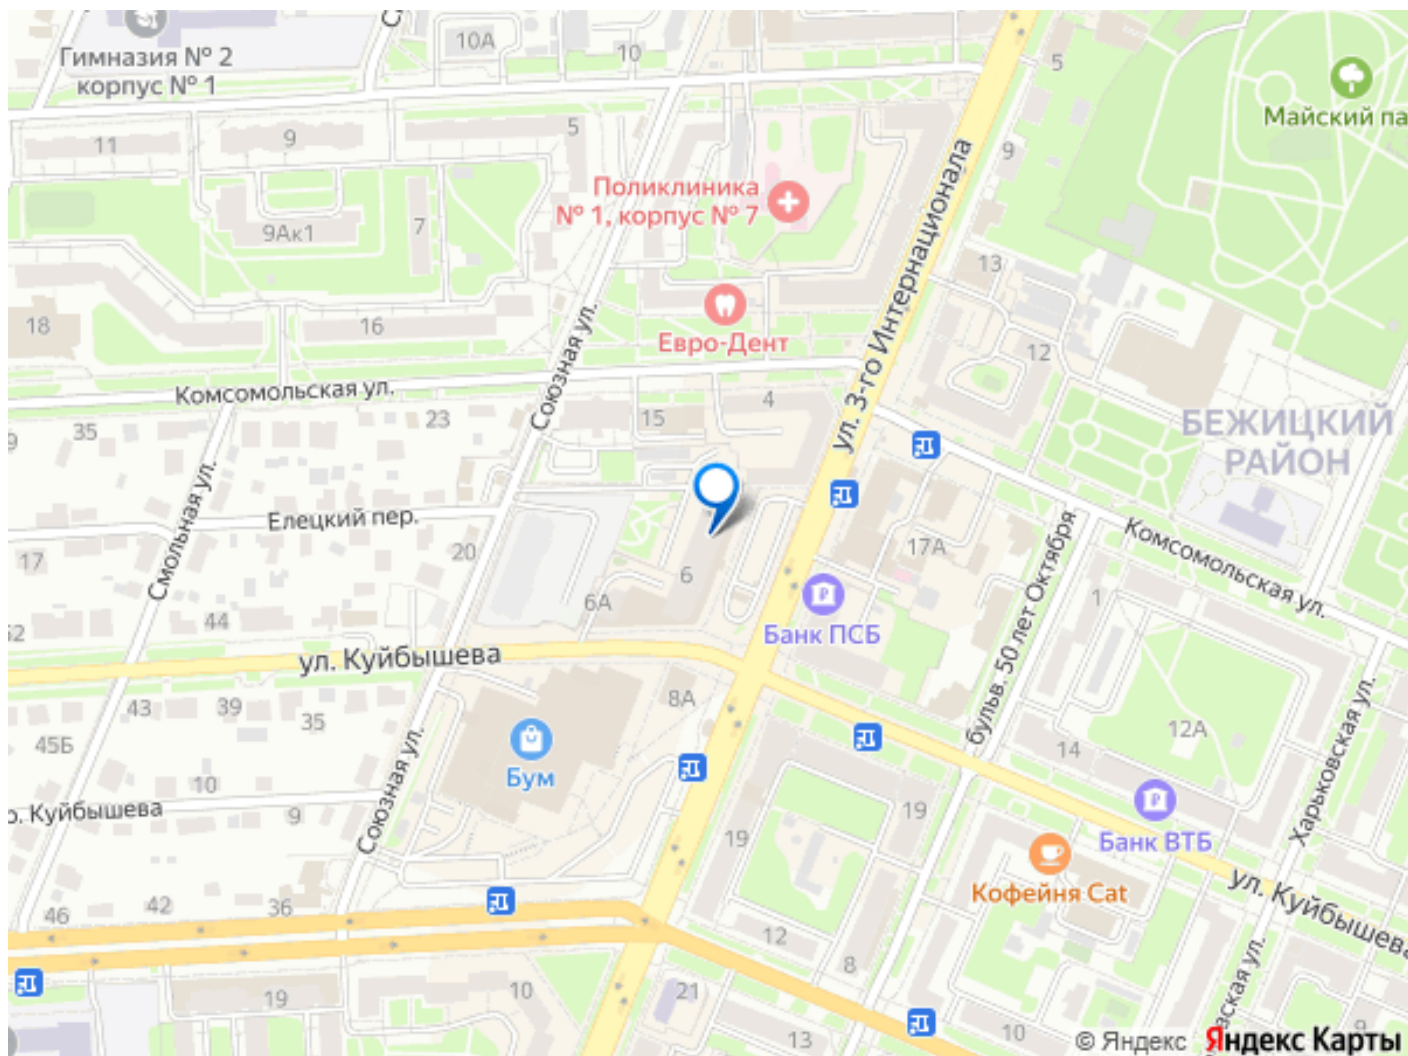 Гимназия № 2
корпус № 1
С
10А
10
5
Майский па
11
9
5
9
Поликлиника
№ 1, корпус № 7
7
9Ак1
ул. 3-го Интернационала
13
18
16
Евро-Дент
12
Союзная ул.
Комсомольская ул.
35
23
15
4
БЕЖИЦКИЙ
РАЙОН
9
Смольная ул.
Елецкий пер.
17
20
17А
Комсомольская ул.
6
6А
1
бульв. 50 лет Октября
52
44
Банк ПСБ
ул. Куйбышева
8А
43
39
35
45Б
14
12А
Харьковская ул.
Бум
Союзная ул.
10
о. Куйбышева
9
19
19
Банк ВТБ
Кофейня Cat
ул. Куйбышева
46
42
36
12
8
вская ул.
19
10
21
13
10
9
© Яндекс Яндекс Карты